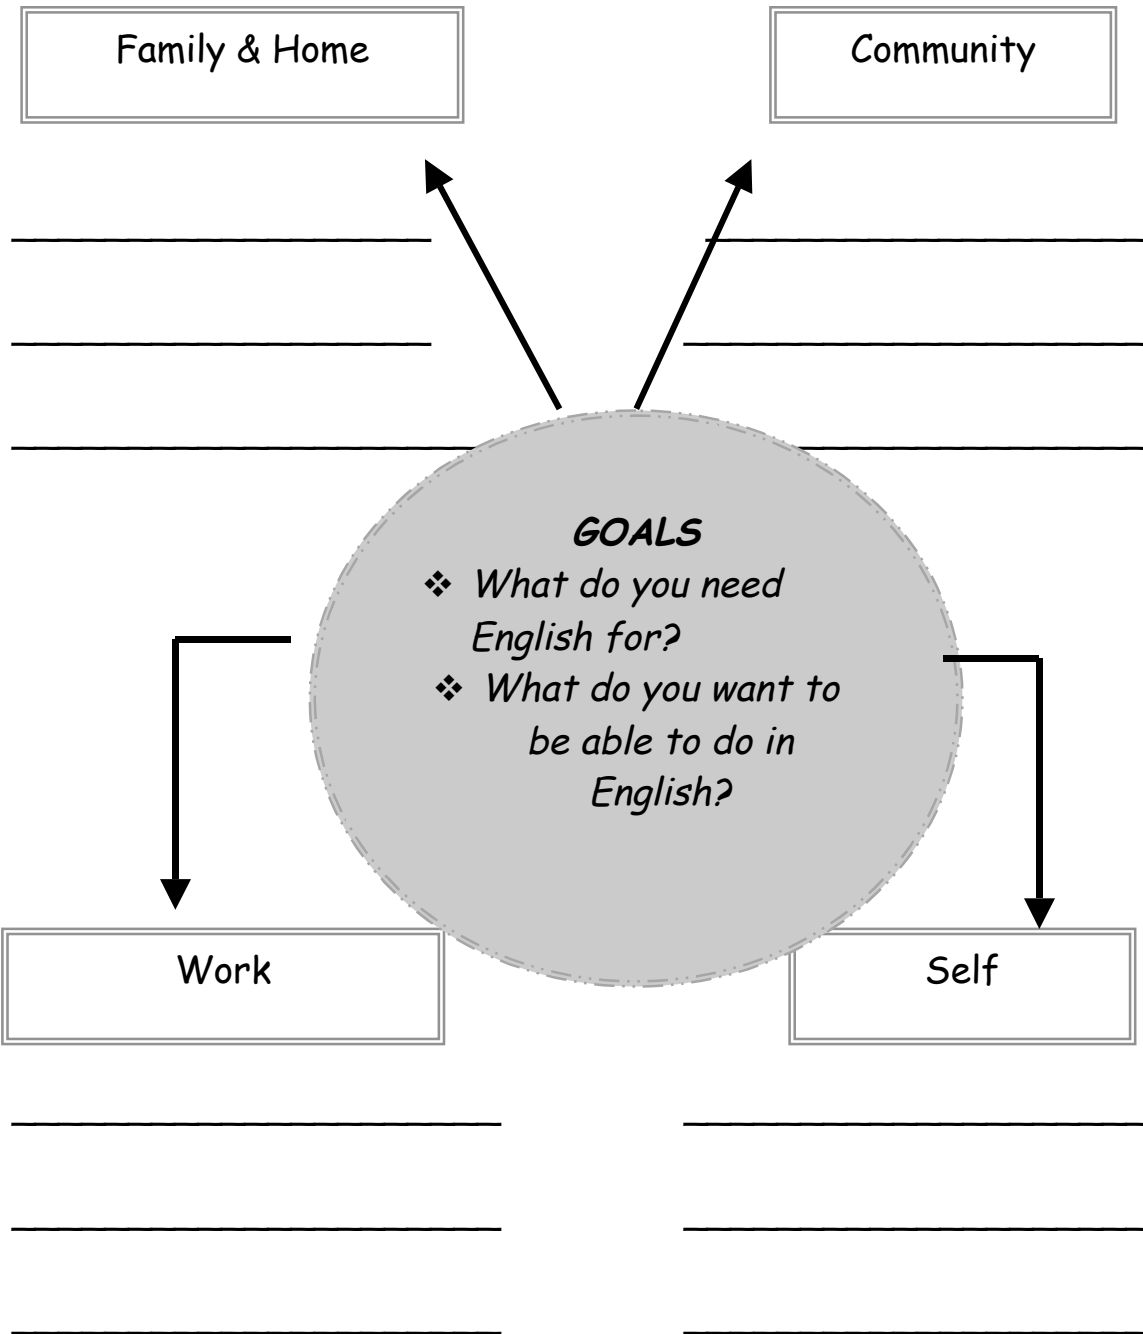 Family & Home
Community
GOALS
❖ What do you need
English for?
❖ What do you want to
be able to do in
English?
Work
Self